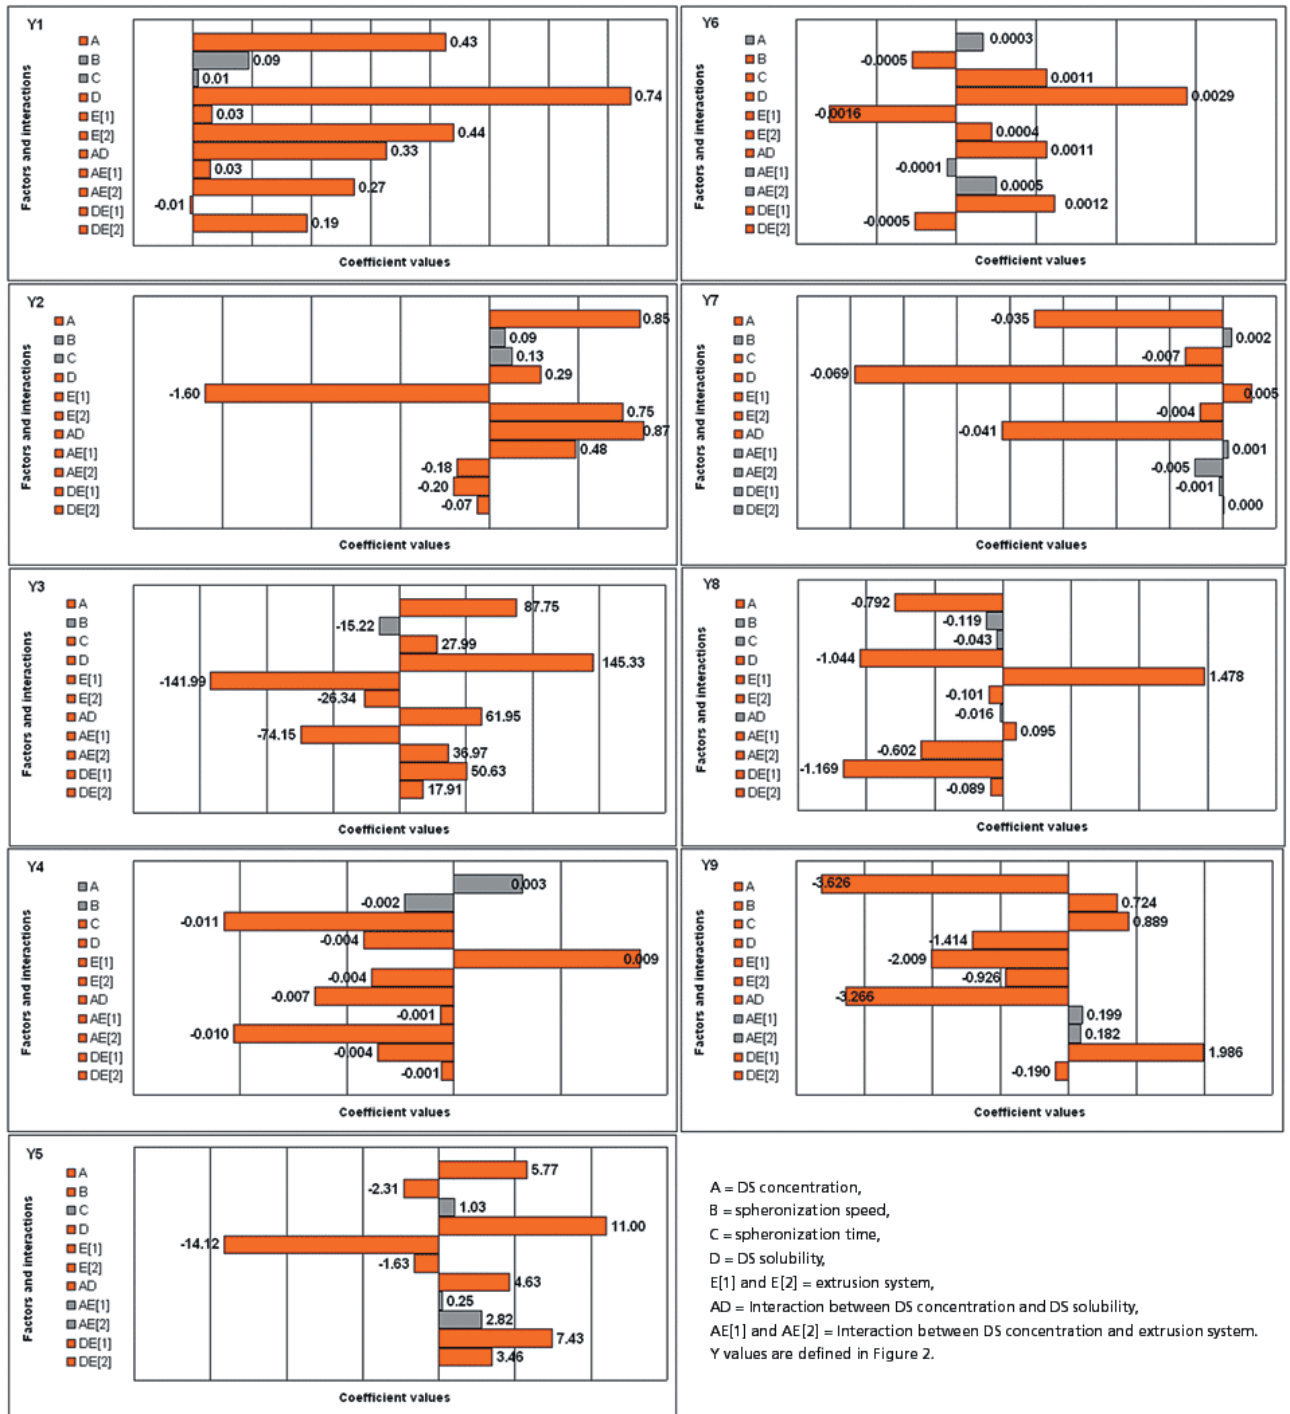 Y1
Factors and interactions
A
B
C
D
E[1]
E[2]
AD
AE[1]
AE[2]
DE[1]
DE[2]
0.43
0.09
0.01
0.74
0.03
0.44
0.33
0.03
0.27
-0.01
0.19
Coefficient values
Y6
Factors and interactions
A
B
C
D
E[1]
E[2]
AD
AE[1]
AE[2]
DE[1]
DE[2]
0.0003
-0.0005
0.0011
0.0029
-0.0016
0.0004
0.0011
-0.0001
0.0005
0.0012
-0.0005
Coefficient values
Y2
Factors and interactions
A
B
C
D
E[1]
E[2]
AD
AE[1]
AE[2]
DE[1]
DE[2]
0.85
0.09
0.13
0.29
-1.60
0.75
0.87
0.48
-0.18
-0.20
-0.07
Coefficient values
Y7
Factors and interactions
A
B
C
D
E[1]
E[2]
AD
AE[1]
AE[2]
DE[1]
DE[2]
-0.035
0.002
-0.007
-0.069
0.005
-0.004
-0.041
0.001
-0.005
-0.001
0.000
Coefficient values
Y3
Factors and interactions
A
B
C
D
E[1]
E[2]
AD
AE[1]
AE[2]
DE[1]
DE[2]
87.75
-15.22
27.99
145.33
-141.99
-26.34
61.95
-74.15
36.97
50.63
17.91
Coefficient values
Y8
Factors and interactions
A
B
C
D
E[1]
E[2]
AD
AE[1]
AE[2]
DE[1]
DE[2]
-0.792
-0.119
-0.043
-1.044
1.478
-0.101
-0.016
0.095
-0.602
-1.169
-0.089
Coefficient values
Y4
Factors and interactions
A
B
C
D
E[1]
E[2]
AD
AE[1]
AE[2]
DE[1]
DE[2]
0.003
-0.002
-0.011
-0.004
0.009
-0.004
-0.007
-0.001
-0.010
-0.004
-0.001
Coefficient values
Y9
Factors and interactions
A
B
C
D
E[1]
E[2]
AD
AE[1]
AE[2]
DE[1]
DE[2]
-3.626
0.724
0.889
-1.414
-2.009
-0.926
-3.266
0.199
0.182
1.986
-0.190
Coefficient values
Y5
Factors and interactions
A
B
C
D
E[1]
E[2]
AD
AE[1]
AE[2]
DE[1]
DE[2]
5.77
-2.31
1.03
11.00
-14.12
-1.63
4.63
0.25
2.82
7.43
3.46
Coefficient values
A = DS concentration,
B = spheronization speed,
C = spheronization time,
D = DS solubility,
E[1] and E[2] = extrusion system,
AD = Interaction between DS concentration and DS solubility,
AE[1] and AE[2] = Interaction between DS concentration and extrusion system.
Y values are defined in Figure 2.